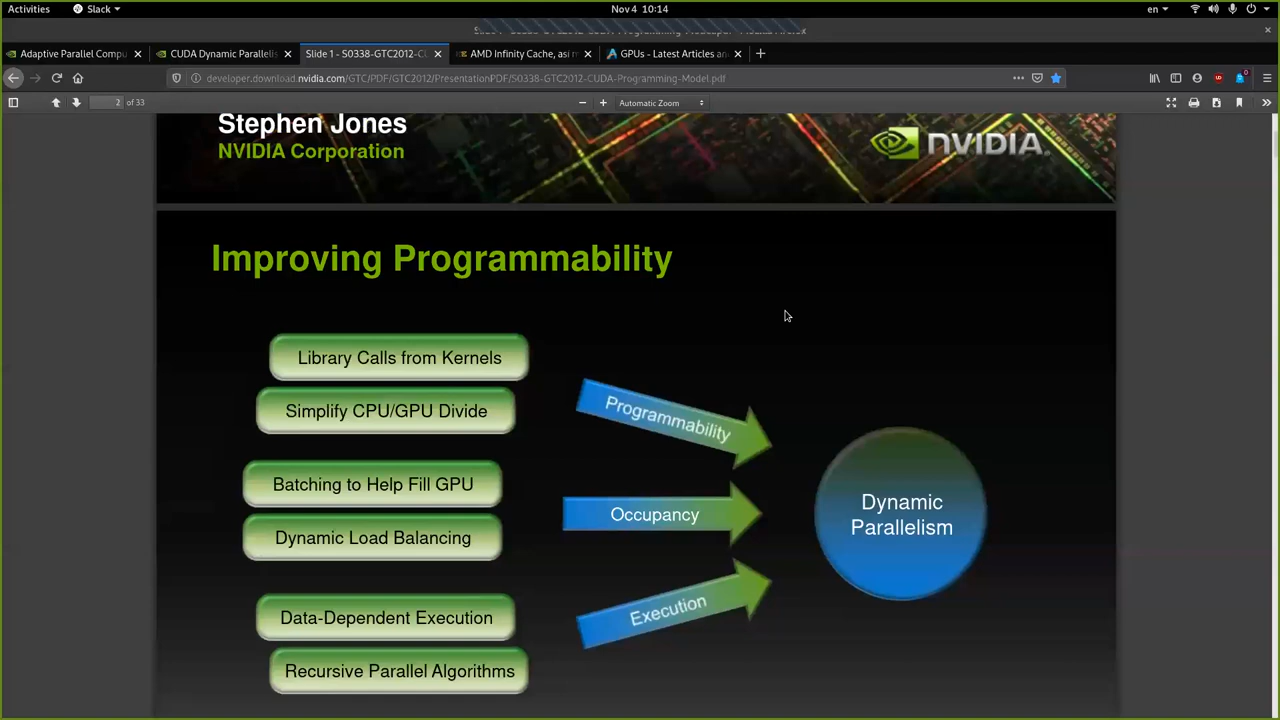 Activities
Slack
Nov 4 10:14
en
Adaptive Parallel Compu
CUDA Dynamic Parallelis
Slide 1 - S0338-GTC2012-CU
AMD Infinity Cache, así m
GPUs - Latest Articles an
developer.download.nvidia.com/GTC/PDF/GTC2012/PresentationPDF/S0338-GTC2012-CUDA-Programming-Model.pdf
2 of 33
Automatic Zoom
Stephen Jones
NVIDIA Corporation
NVIDIA.
Improving Programmability
Library Calls from Kernels
Simplify CPU/GPU Divide
Batching to Help Fill GPU
Dynamic Load Balancing
Data-Dependent Execution
Recursive Parallel Algorithms
Programmability
Occupancy
Execution
Dynamic
Parallelism